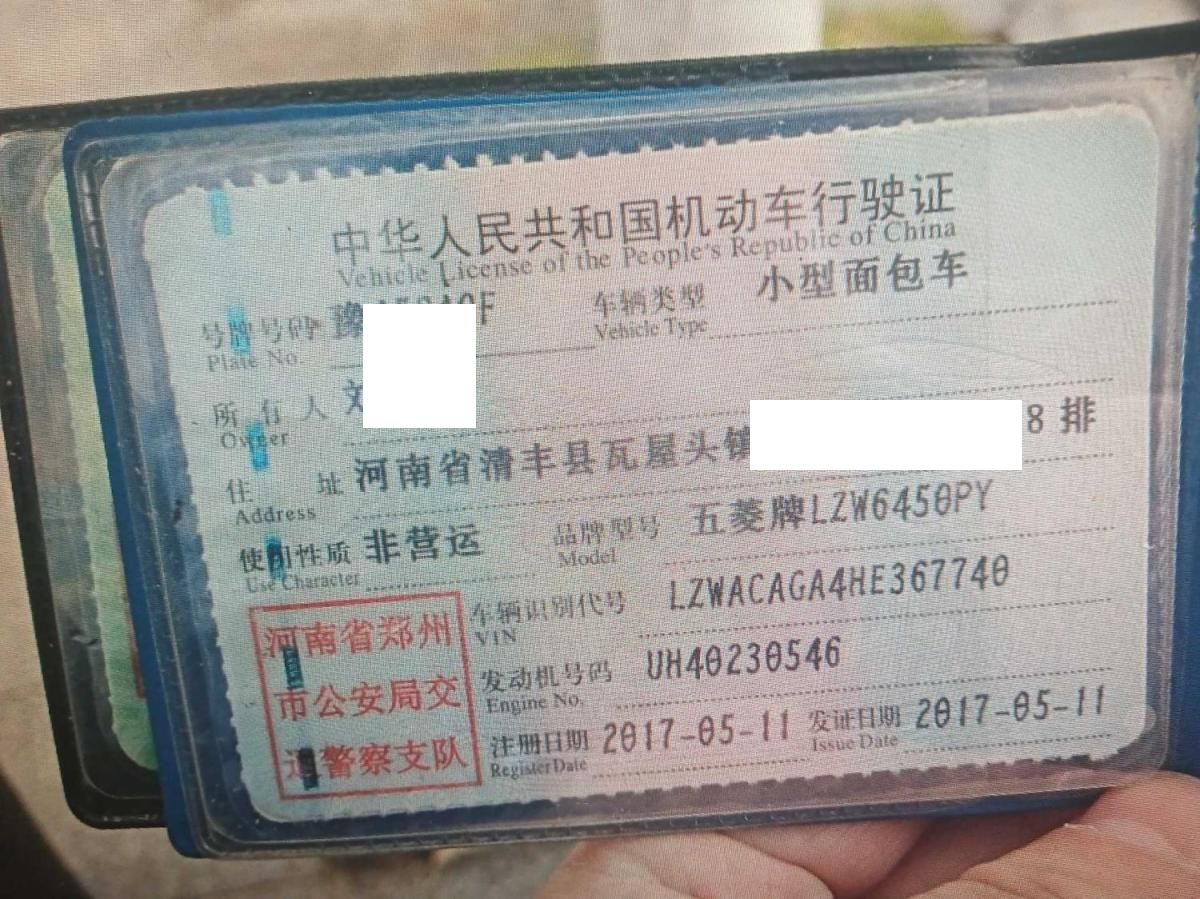 中华人民共和国机动车行驶证
Vehicle License of the People's Republic of China
号牌号码 豫 F 车辆类型 小型面包车
Plate No. Vehicle Type
所有人 文
Owner
住址 河南省清丰县瓦屋头镇 8排
Address
使用性质 非营运 品牌型号 五菱牌LZW6450PY
Use Character Model
河南省郑州
市公安局交
通警察支队
车辆识别代号 LZWACAGA4HE367740
VIN
发动机号码 UH40230546
Engine No.
注册日期 2017-05-11 发证日期 2017-05-11
Register Date Issue Date